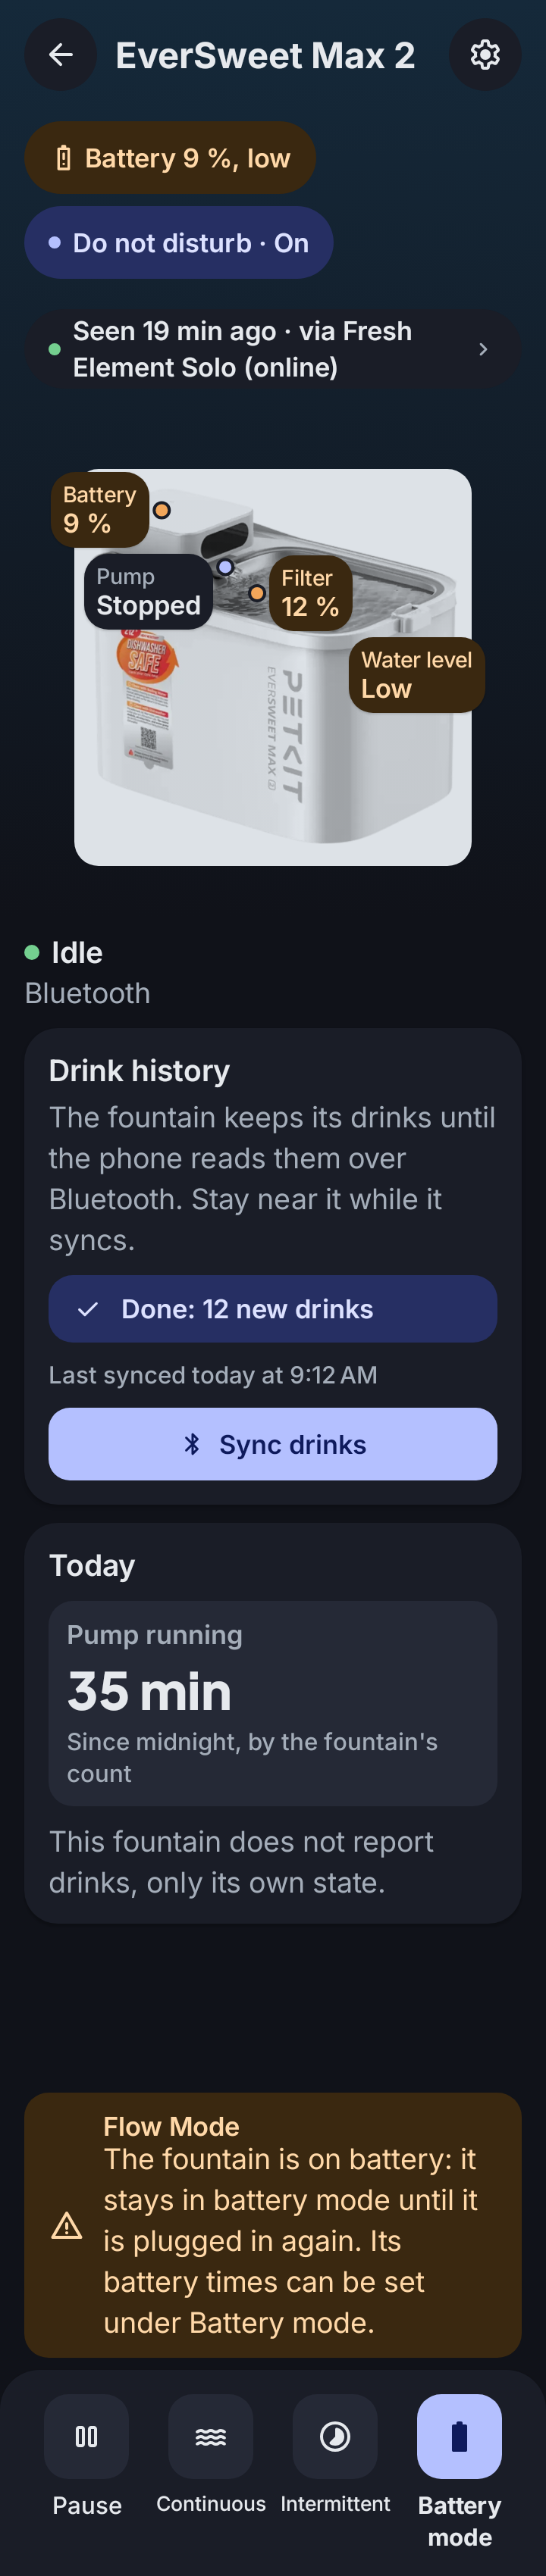 EverSweet Max 2
Battery 9 %, low
Do not disturb · On
Seen 19 min ago · via Fresh
Element Solo (online)
Battery
9 %
Pump
Stopped
Filter
12 %
Water level
Low
DISHWASHER
SAFE
PETKIT
EVERSWEET MAX 2
Idle
Bluetooth
Drink history
The fountain keeps its drinks until
the phone reads them over
Bluetooth. Stay near it while it
syncs.
Done: 12 new drinks
Last synced today at 9:12 AM
Sync drinks
Today
Pump running
35 min
Since midnight, by the fountain's
count
This fountain does not report
drinks, only its own state.
Flow Mode
The fountain is on battery: it
stays in battery mode until it
is plugged in again. Its
battery times can be set
under Battery mode.
Pause
Continuous
Intermittent
Battery
mode